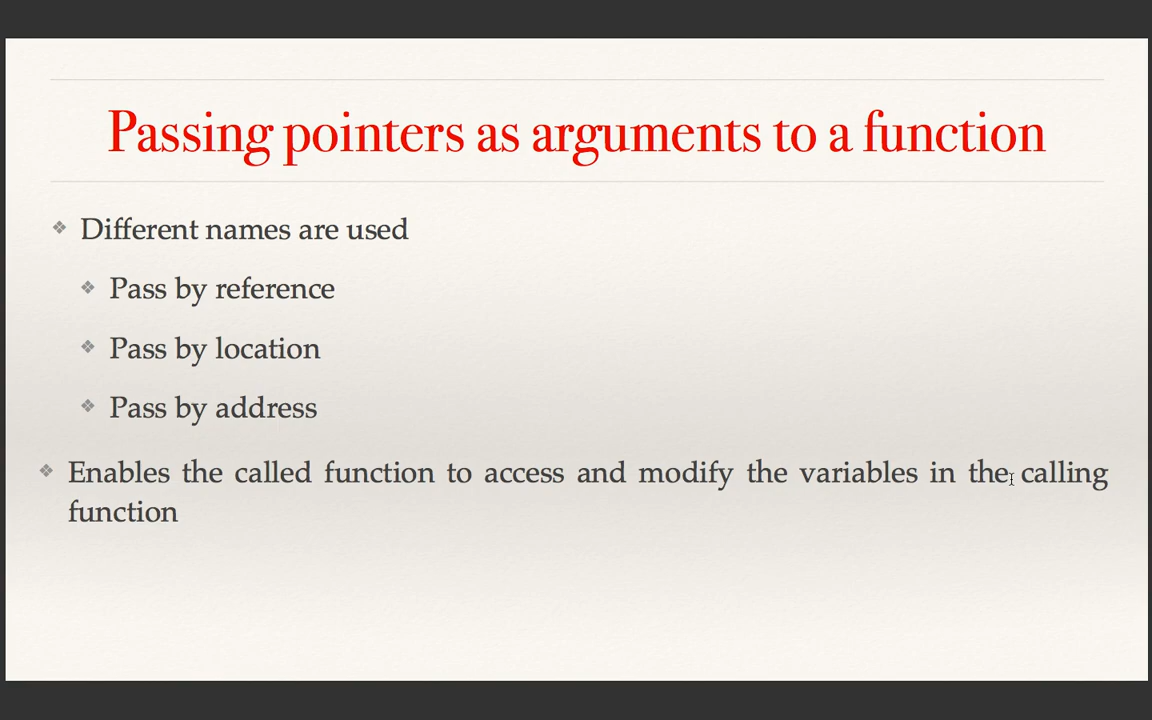 Passing pointers as arguments to a function
Different names are used
Pass by reference
Pass by location
Pass by address
Enables the called function to access and modify the variables in the calling
function